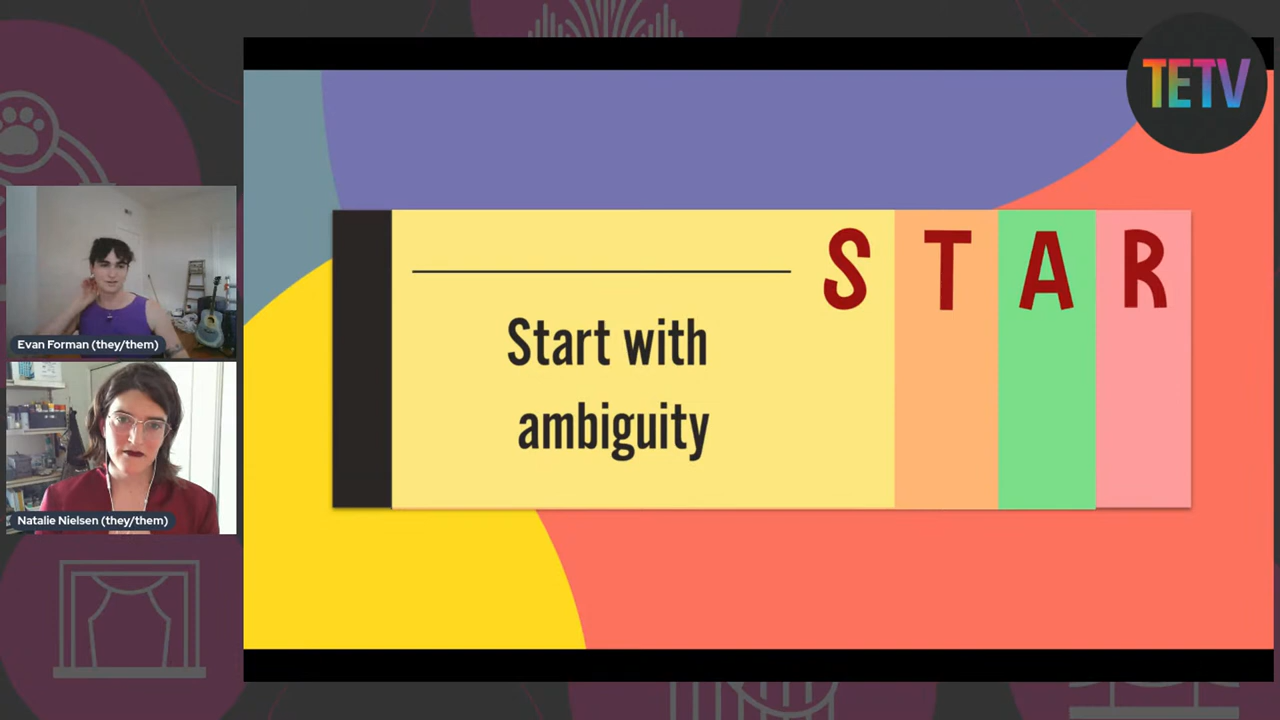 TETV
S T A R
Start with
ambiguity
Evan Forman (they/them)
Natalie Nielsen (they/them)